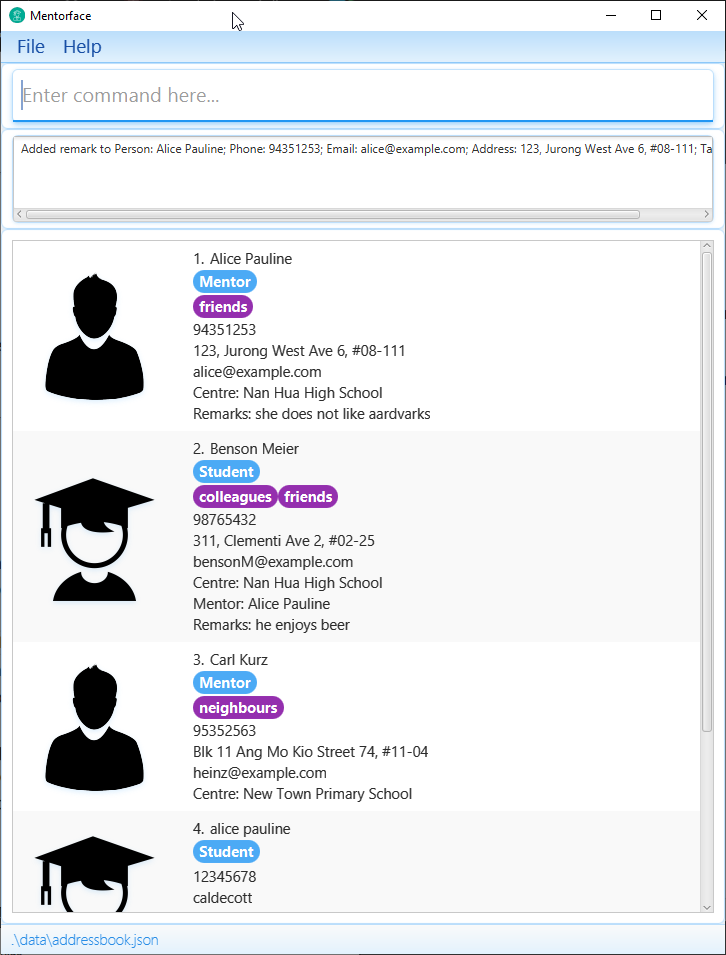 Mentorface
File Help
Enter command here...
Added remark to Person: Alice Pauline; Phone: 94351253; Email: alice@example.com; Address: 123, Jurong West Ave 6, #08-111; Ta
1. Alice Pauline
Mentor
friends
94351253
123, Jurong West Ave 6, #08-111
alice@example.com
Centre: Nan Hua High School
Remarks: she does not like aardvarks
2. Benson Meier
Student
colleagues friends
98765432
311, Clementi Ave 2, #02-25
bensonM@example.com
Centre: Nan Hua High School
Mentor: Alice Pauline
Remarks: he enjoys beer
3. Carl Kurz
Mentor
neighbours
95352563
Blk 11 Ang Mo Kio Street 74, #11-04
heinz@example.com
Centre: New Town Primary School
4. alice pauline
Student
12345678
caldecott
.\data\addressbook.json